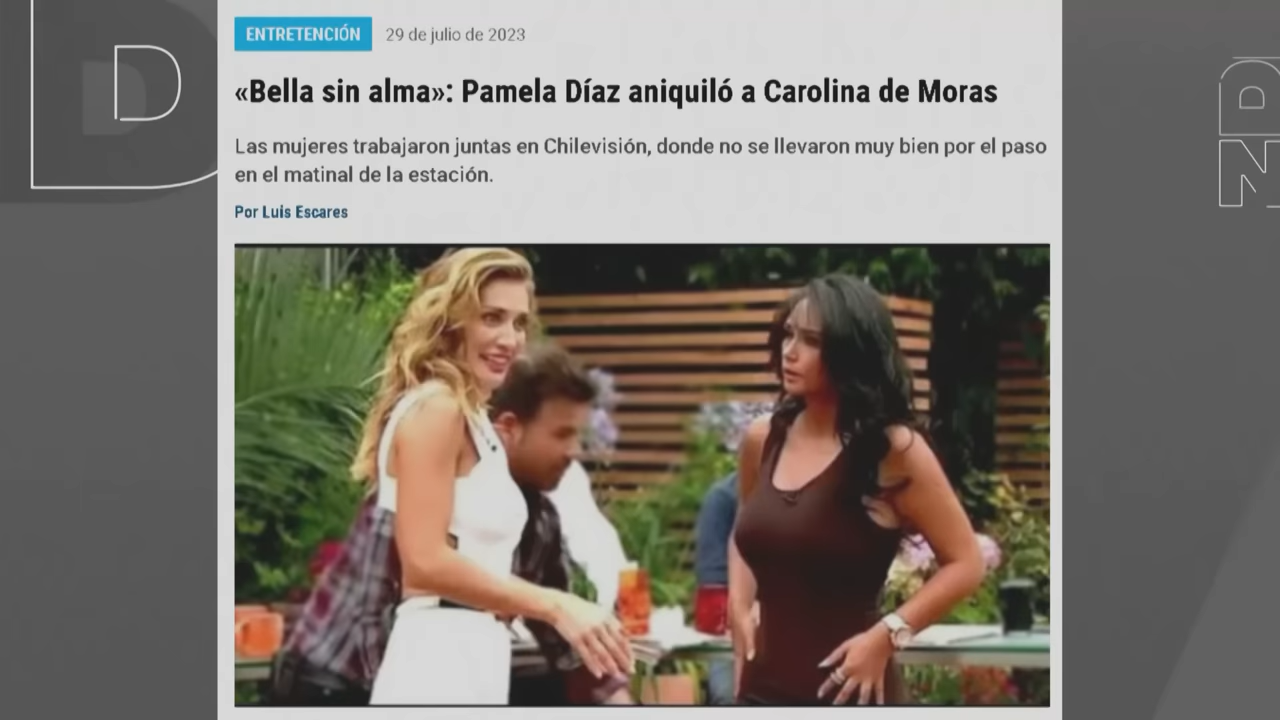 ENTRETENCIÓN 29 de julio de 2023
«Bella sin alma»: Pamela Díaz aniquiló a Carolina de Moras
Las mujeres trabajaron juntas en Chilevisión, donde no se llevaron muy bien por el paso
en el matinal de la estación.
Por Luis Escares